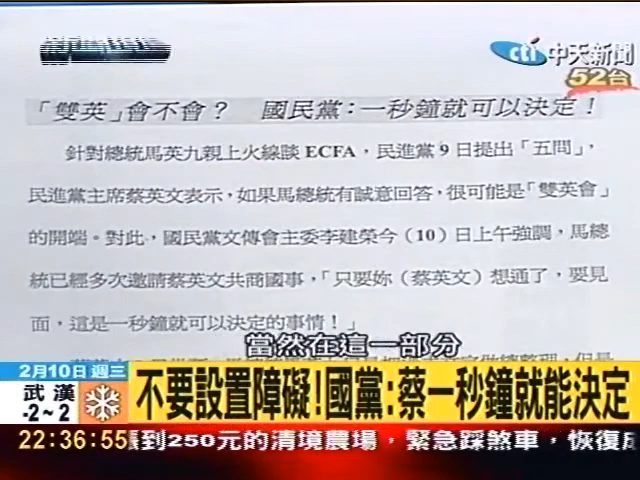 cti 中天新聞
52台
「雙英」會不會？ 國民黨：一秒鐘就可以決定！
針對總統馬英九親上火線談 ECFA，民進黨 9 日提出「五問」，
民進黨主席蔡英文表示，如果馬總統有誠意回答，很可能是「雙英會」
的開端。對此，國民黨文傳會主委李建榮今（10）日上午強調，馬總
統已經多次邀請蔡英文共商國事，「只要妳（蔡英文）想通了，要見
面，這是一秒鐘就可以決定的事情！」
當然在這一部分
2月10日 週三
武漢
-2~2
不要設置障礙!國黨:蔡一秒鐘就能決定
22:36:55
到250元的清境農場，緊急踩煞車，恢復